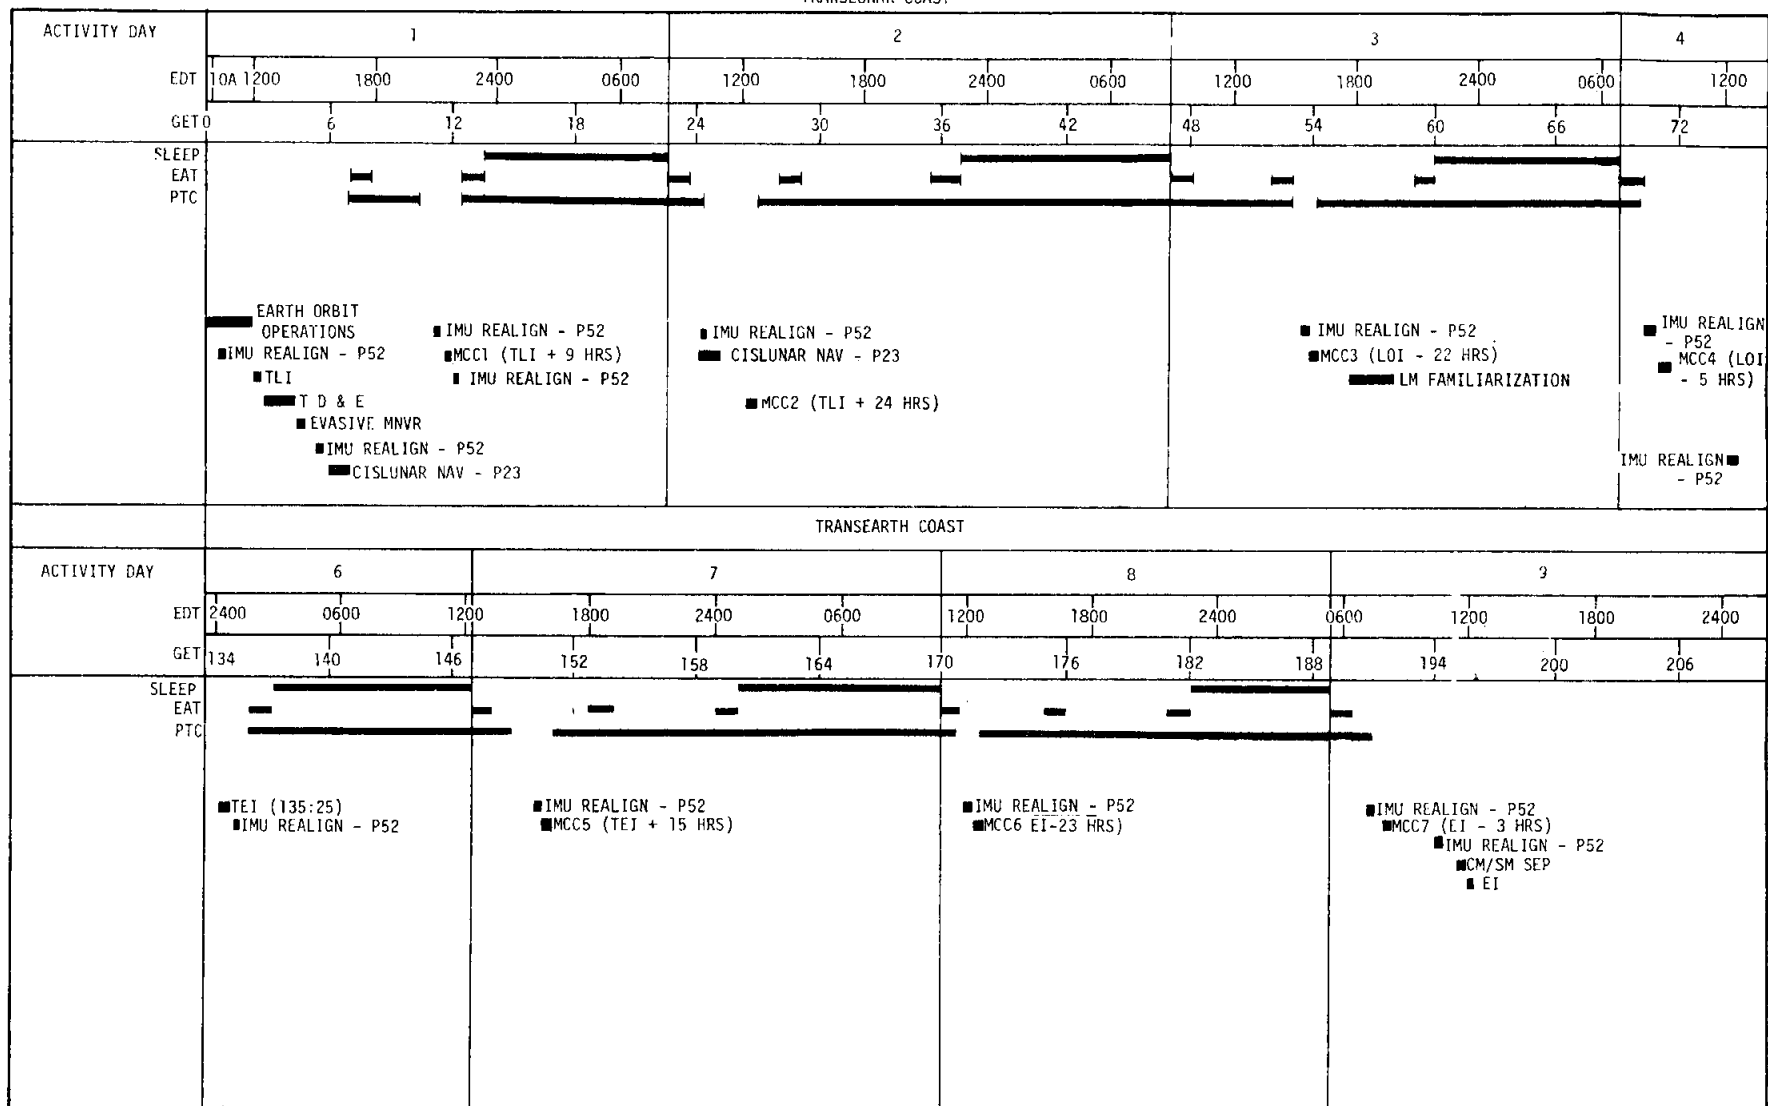 TRANSLUNAR COAST
ACTIVITY DAY 1 2 3 4
EDT 10A 1200 1800 2400 0600 1200 1800 2400 0600 1200 1800 2400 0600 1200
GET 0 6 12 18 24 30 36 42 48 54 60 66 72
SLEEP
EAT
PTC
EARTH ORBIT
OPERATIONS
IMU REALIGN - P52
TLI
T D & E
EVASIVE MNVR
IMU REALIGN - P52
CISLUNAR NAV - P23
IMU REALIGN - P52
MCC1 (TLI + 9 HRS)
IMU REALIGN - P52
IMU REALIGN - P52
CISLUNAR NAV - P23
MCC2 (TLI + 24 HRS)
IMU REALIGN - P52
MCC3 (LOI - 22 HRS)
LM FAMILIARIZATION
IMU REALIGN
- P52
MCC4 (LOI
- 5 HRS)
IMU REALIGN
- P52
TRANSEARTH COAST
ACTIVITY DAY 6 7 8 9
EDT 2400 0600 1200 1800 2400 0600 1200 1800 2400 0600 1200 1800 2400
GET 134 140 146 152 158 164 170 176 182 188 194 200 206
SLEEP
EAT
PTC
TEI (135:25)
IMU REALIGN - P52
IMU REALIGN - P52
MCC5 (TEI + 15 HRS)
IMU REALIGN - P52
MCC6 EI-23 HRS)
IMU REALIGN - P52
MCC7 (EI - 3 HRS)
IMU REALIGN - P52
CM/SM SEP
EI